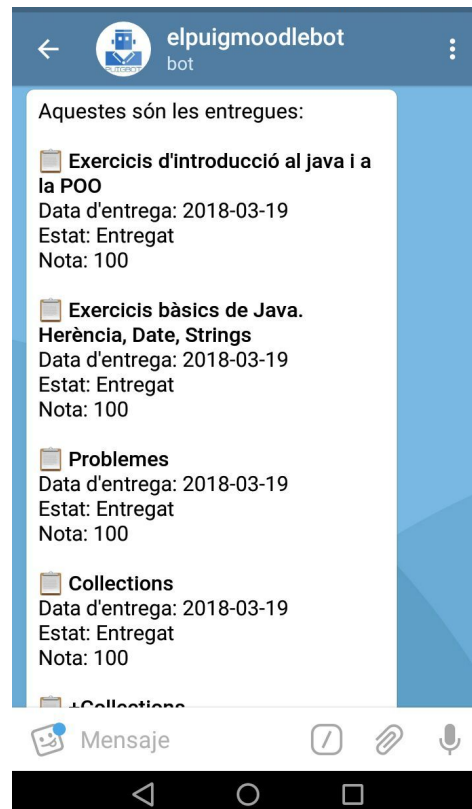 elpuigmoodlebot
bot
PUIGBOT
Aquestes són les entregues:
Exercicis d'introducció al java i a
la POO
Data d'entrega: 2018-03-19
Estat: Entregat
Nota: 100
Exercicis bàsics de Java.
Herència, Date, Strings
Data d'entrega: 2018-03-19
Estat: Entregat
Nota: 100
Problemes
Data d'entrega: 2018-03-19
Estat: Entregat
Nota: 100
Collections
Data d'entrega: 2018-03-19
Estat: Entregat
Nota: 100
+Collections
Mensaje